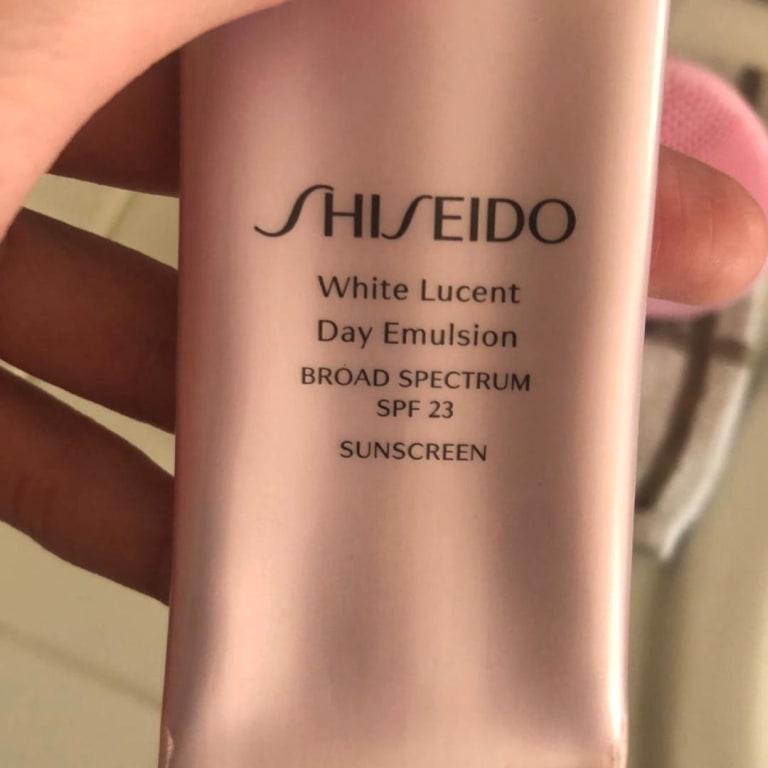 SHISEIDO
White Lucent
Day Emulsion
BROAD SPECTRUM
SPF 23
SUNSCREEN